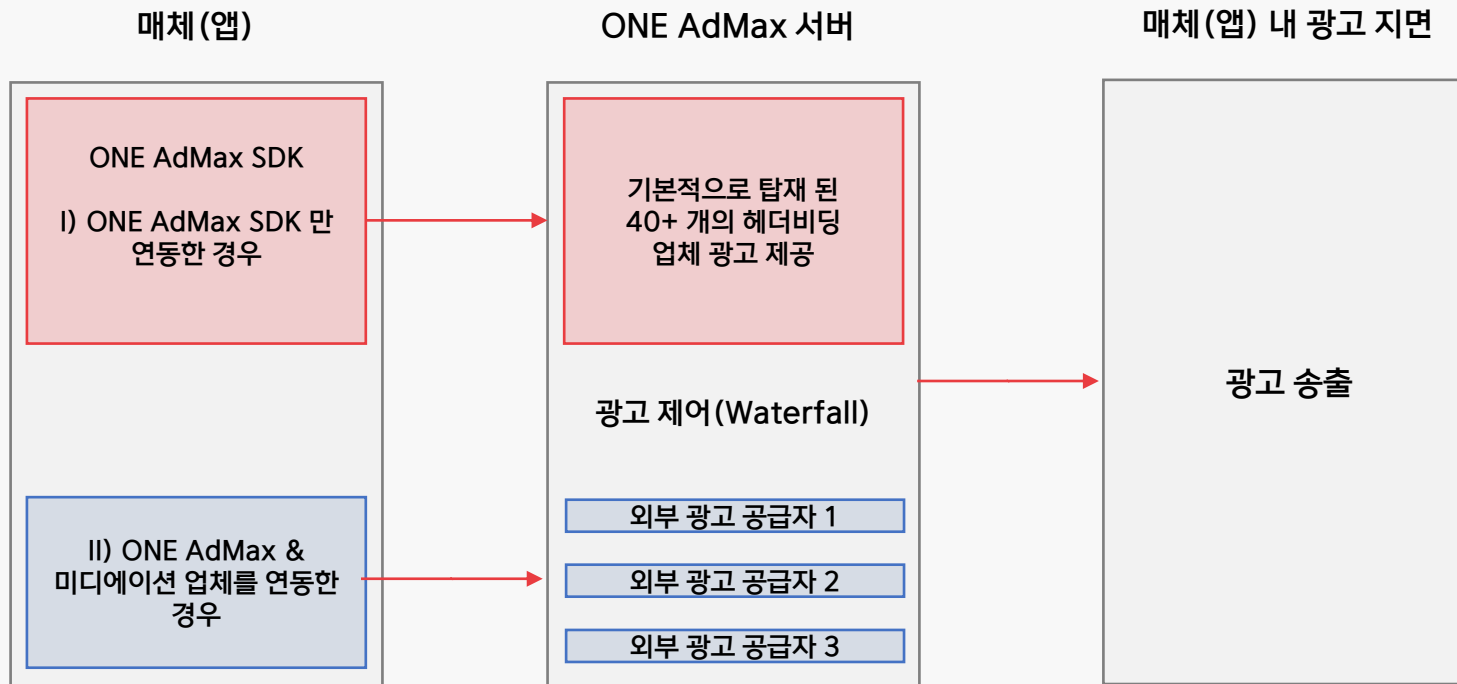 매체(앱)
ONE AdMax 서버
매체(앱) 내 광고 지면
ONE AdMax SDK
I) ONE AdMax SDK 만
연동한 경우
기본적으로 탑재 된
40+ 개의 헤더비딩
업체 광고 제공
광고 제어(Waterfall)
광고 송출
II) ONE AdMax &
미디에이션 업체를 연동한
경우
외부 광고 공급자 1
외부 광고 공급자 2
외부 광고 공급자 3